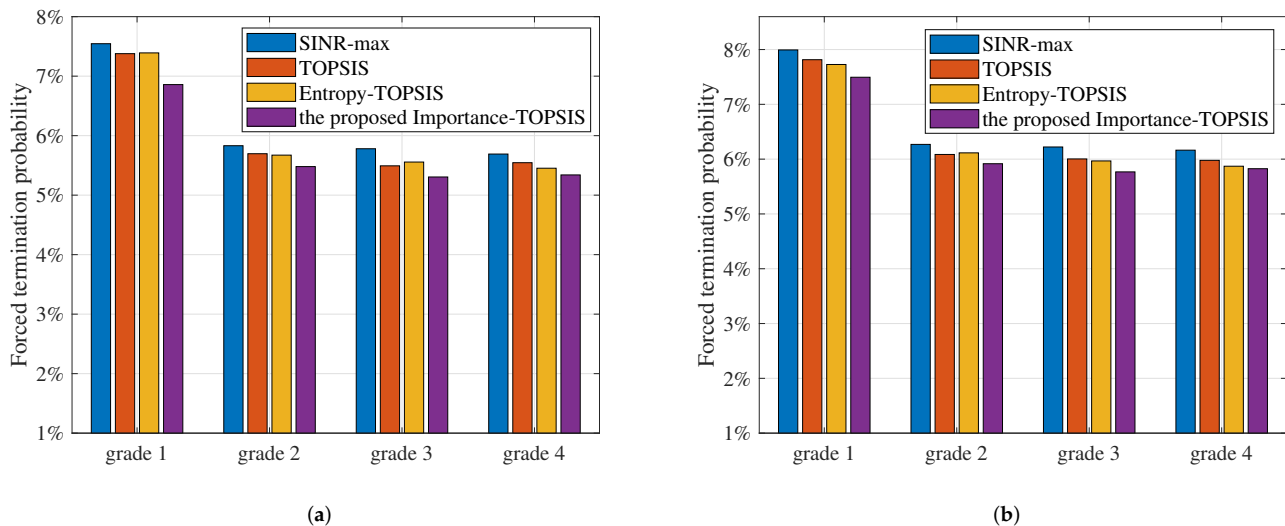 8%
7%
6%
5%
4%
3%
2%
1%
Forced termination probability
SINR-max
TOPSIS
Entropy-TOPSIS
the proposed Importance-TOPSIS
grade 1
grade 2
grade 3
grade 4
(a)
8%
7%
6%
5%
4%
3%
2%
1%
Forced termination probability
SINR-max
TOPSIS
Entropy-TOPSIS
the proposed Importance-TOPSIS
grade 1
grade 2
grade 3
grade 4
(b)